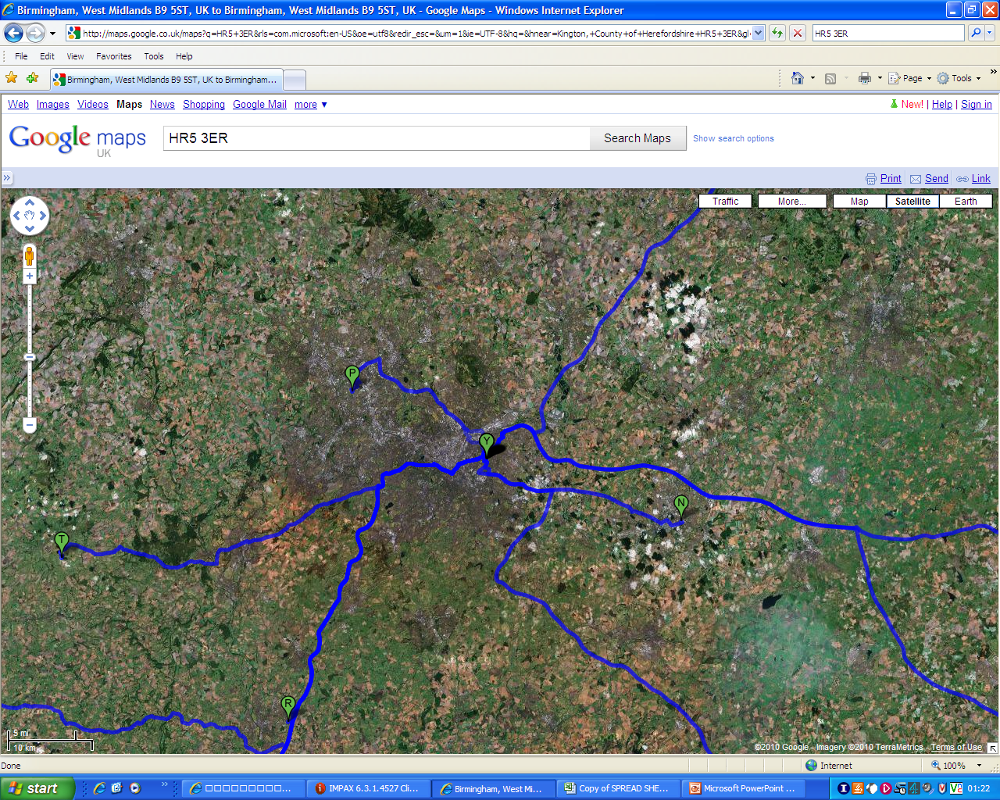 Birmingham, West Midlands B9 5ST, UK to Birmingham, West Midlands B9 5ST, UK - Google Maps - Windows Internet Explorer
http://maps.google.co.uk/maps?q=HR5+3ER&rls=com.microsoft:en-US&oe=utf8&redir_esc=&um=1&ie=UTF-8&hq=&hnear=Kington,+County+of+Herefordshire+HR5+3ER&gl
HR5 3ER
File Edit View Favorites Tools Help
Birmingham, West Midlands B9 5ST, UK to Birmingham...
Page Tools
Web Images Videos Maps News Shopping Google Mail more ▼
New! | Help | Sign in
Google maps
UK
HR5 3ER
Search Maps
Show search options
Print Send Link
Traffic More... Map Satellite Earth
P
Y
N
T
R
5 mi
10 km
©2010 Google - Imagery ©2010 TerraMetrics - Terms of Use
Done
Internet
100%
start
□□□□□□□□□...
IMPAX 6.3.1.4527 Cli...
Birmingham, West Mi...
Copy of SPREAD SHE...
Microsoft PowerPoint ...
01:22